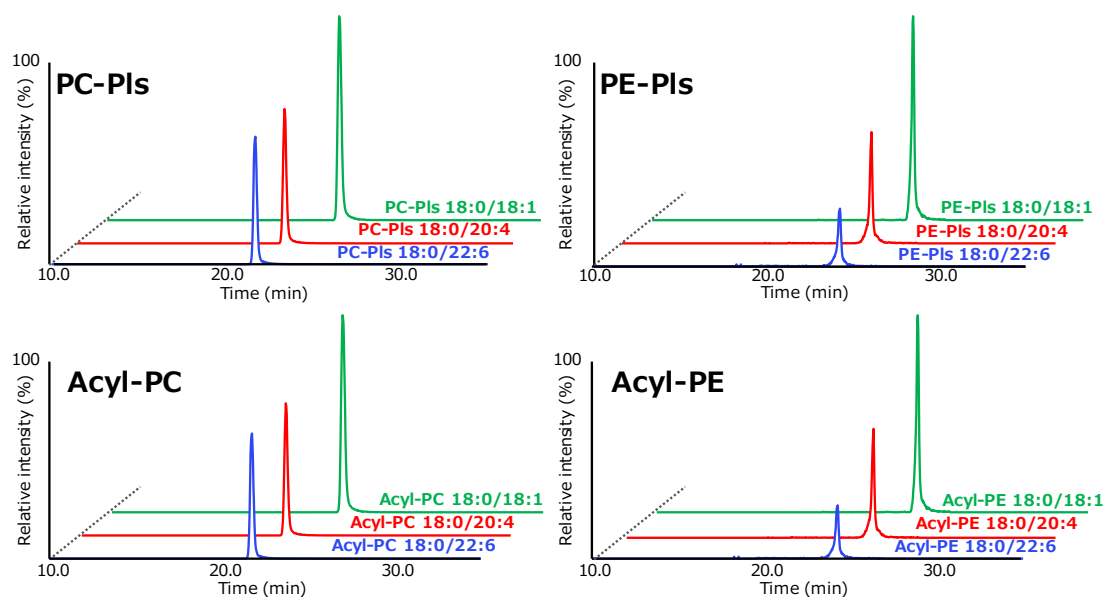 100
Relative intensity (%)
PC-Pls
PC-Pls 18:0/18:1
PC-Pls 18:0/20:4
PC-Pls 18:0/22:6
10.0
20.0
30.0
Time (min)
100
Relative intensity (%)
PE-Pls
PE-Pls 18:0/18:1
PE-Pls 18:0/20:4
PE-Pls 18:0/22:6
10.0
20.0
30.0
Time (min)
100
Relative intensity (%)
Acyl-PC
Acyl-PC 18:0/18:1
Acyl-PC 18:0/20:4
Acyl-PC 18:0/22:6
10.0
20.0
30.0
Time (min)
100
Relative intensity (%)
Acyl-PE
Acyl-PE 18:0/18:1
Acyl-PE 18:0/20:4
Acyl-PE 18:0/22:6
10.0
20.0
30.0
Time (min)